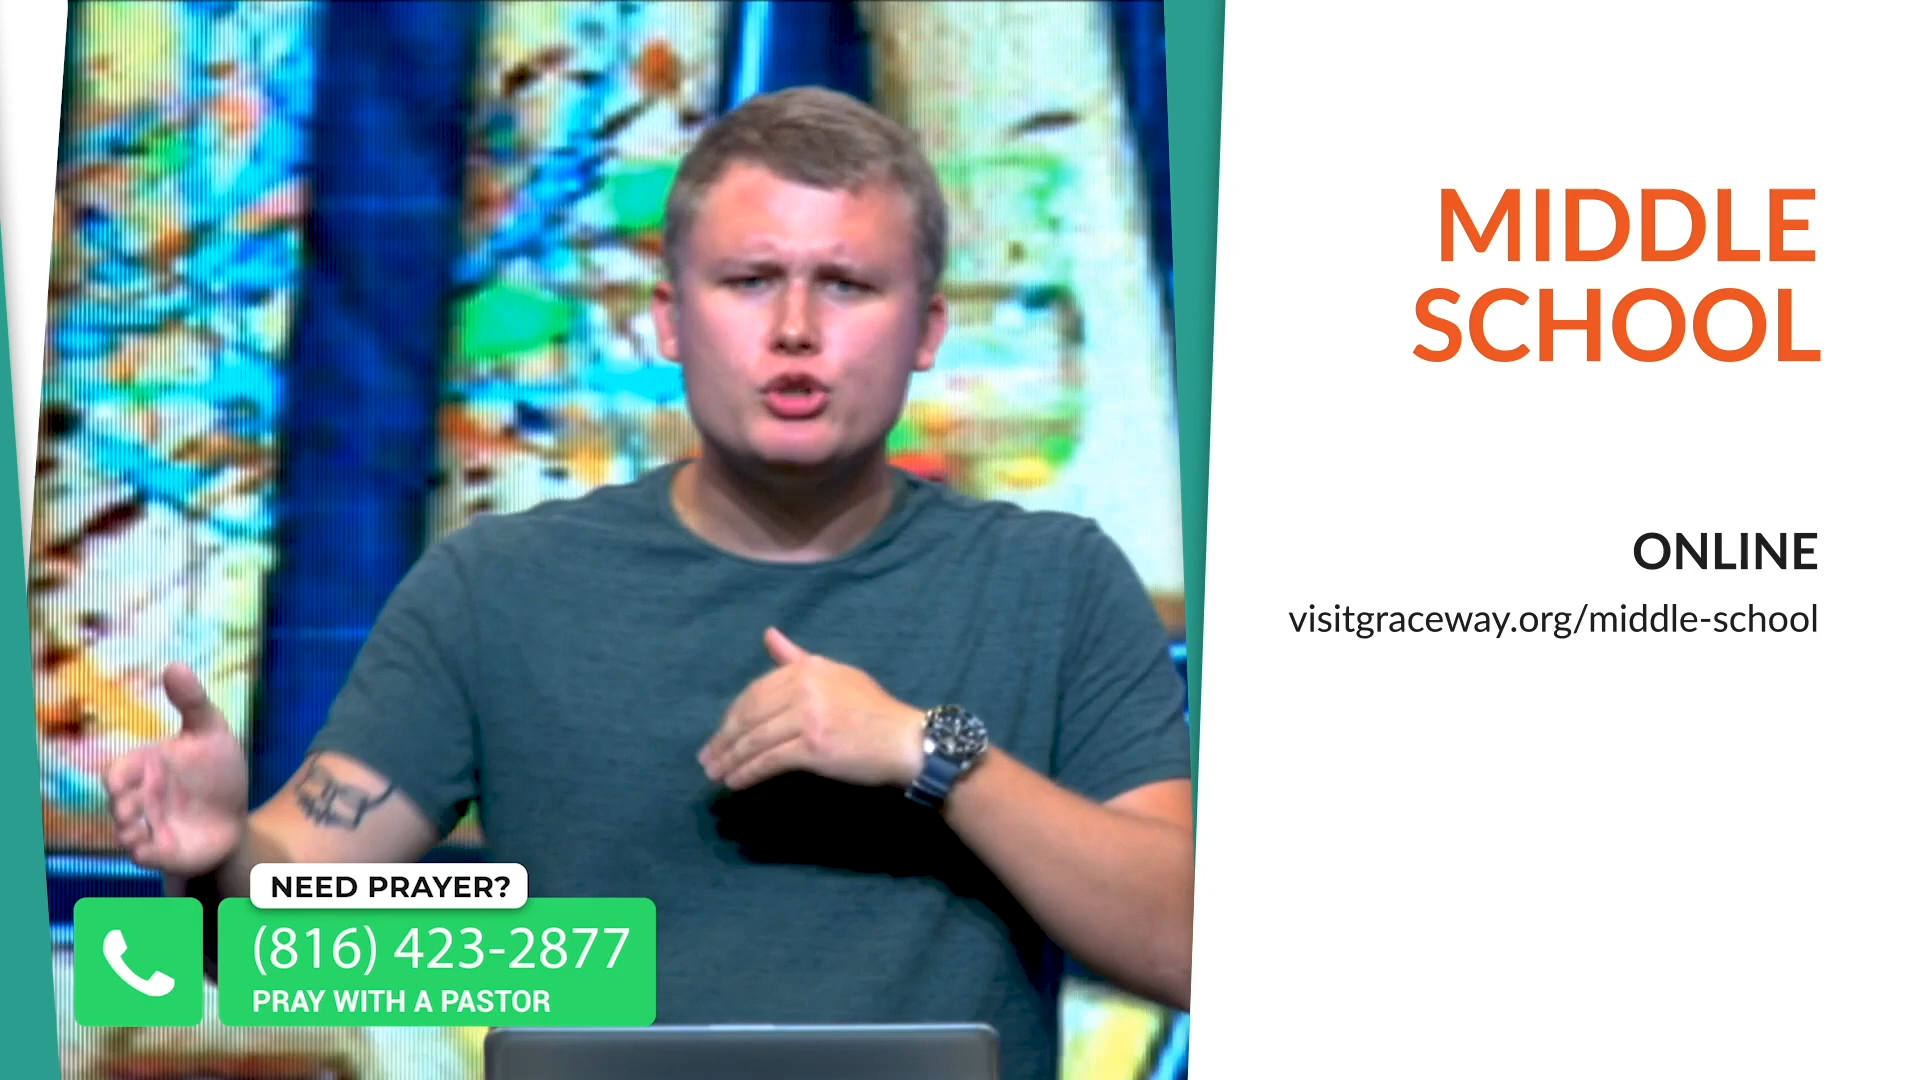 MIDDLE
SCHOOL
ONLINE
visitgraceway.org/middle-school
NEED PRAYER?
(816) 423-2877
PRAY WITH A PASTOR